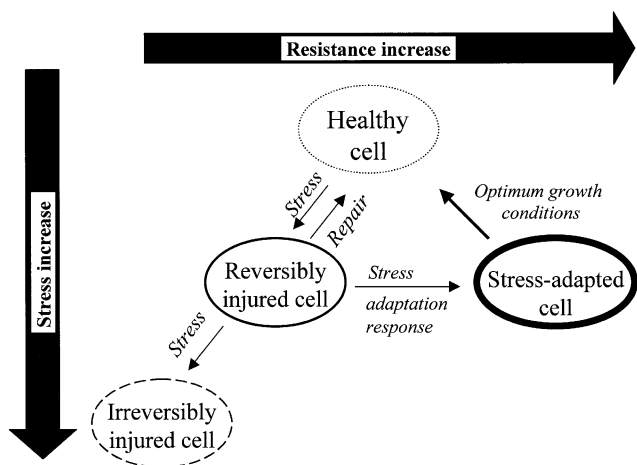 Resistance increase
Stress increase
Healthy
cell
Stress
Repair
Optimum growth
conditions
Reversibly
injured cell
Stress
adaptation
response
Stress-adapted
cell
Stress
Irreversibly
injured cell